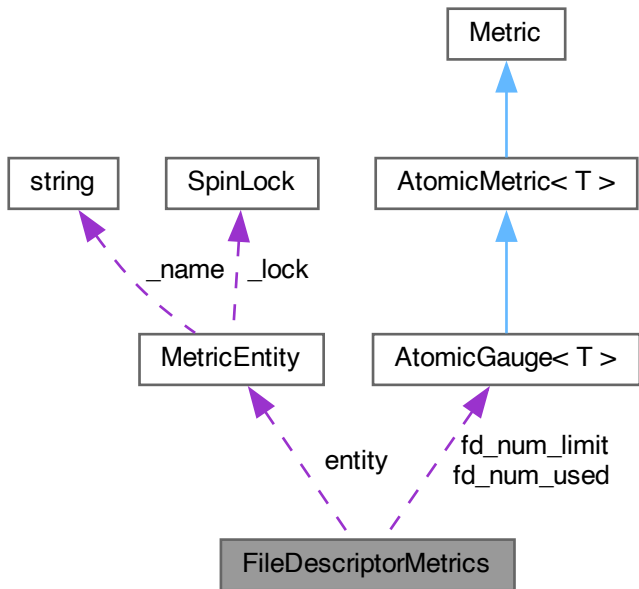 Metric
string
SpinLock
AtomicMetric< T >
_name
_lock
MetricEntity
AtomicGauge< T >
entity
fd_num_limit
fd_num_used
FileDescriptorMetrics